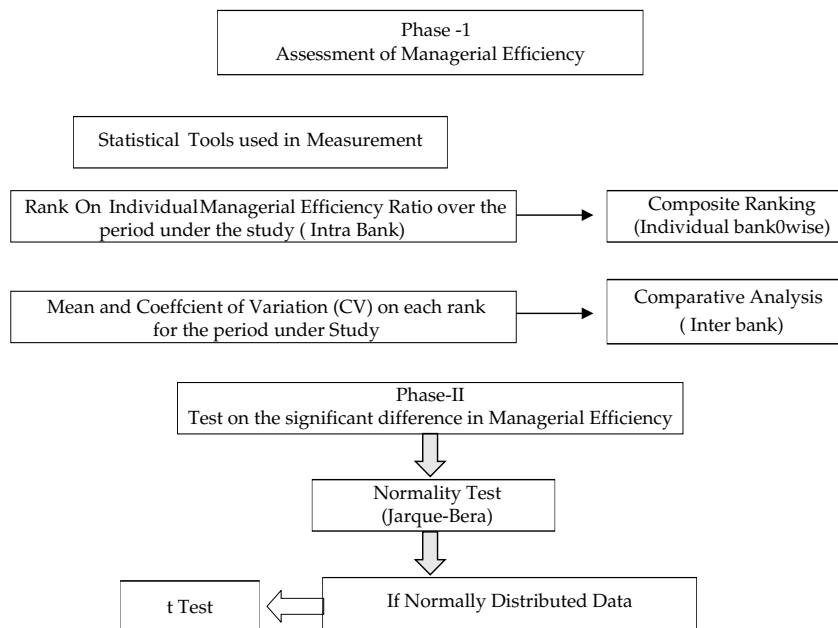 Phase -1
Assessment of Managerial Efficiency
Statistical Tools used in Measurement
Rank On Individual Managerial Efficiency Ratio over the
period under the study ( Intra Bank)
Composite Ranking
(Individual bank0wise)
Mean and Coeffcient of Variation (CV) on each rank
for the period under Study
Comparative Analysis
( Inter bank)
Phase-II
Test on the significant difference in Managerial Efficiency
Normality Test
(Jarque-Bera)
t Test
If Normally Distributed Data